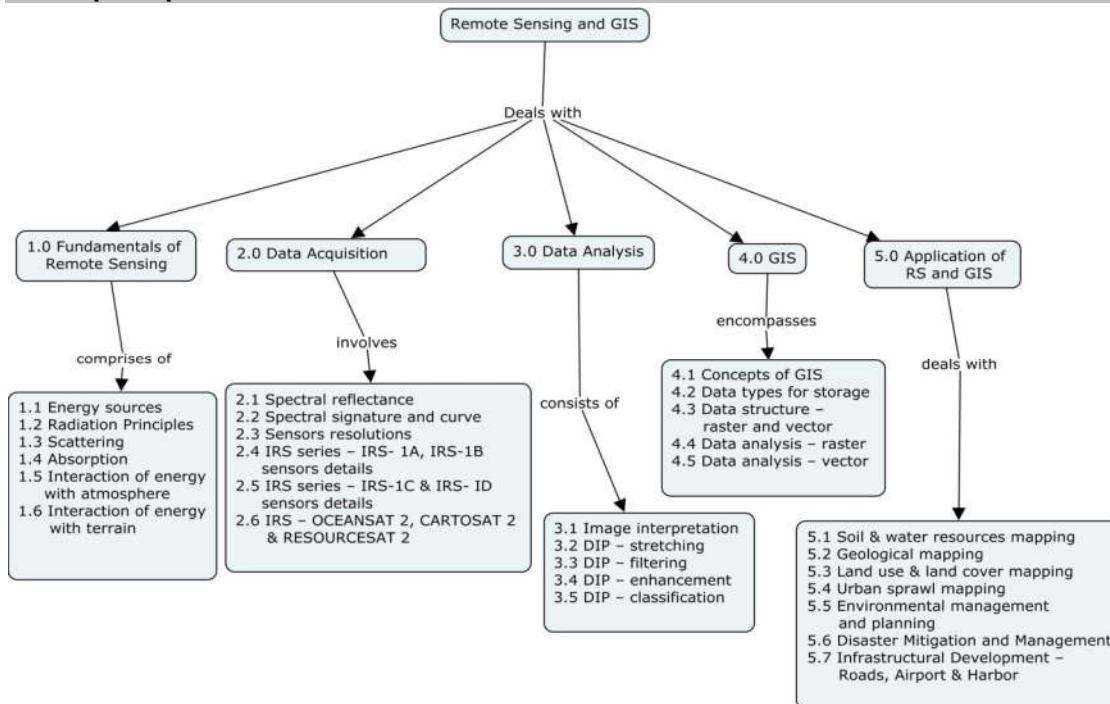 Remote Sensing and GIS
Deals with
1.0 Fundamentals of
Remote Sensing
2.0 Data Acquisition
3.0 Data Analysis
4.0 GIS
5.0 Application of
RS and GIS
comprises of
involves
consists of
encompasses
deals with
1.1 Energy sources
1.2 Radiation Principles
1.3 Scattering
1.4 Absorption
1.5 Interaction of energy
with atmosphere
1.6 Interaction of energy
with terrain
2.1 Spectral reflectance
2.2 Spectral signature and curve
2.3 Sensors resolutions
2.4 IRS series – IRS- 1A, IRS-1B
sensors details
2.5 IRS series – IRS-1C & IRS- ID
sensors details
2.6 IRS – OCEANSAT 2, CARTOSAT 2
& RESOURCESAT 2
3.1 Image interpretation
3.2 DIP – stretching
3.3 DIP – filtering
3.4 DIP – enhancement
3.5 DIP – classification
4.1 Concepts of GIS
4.2 Data types for storage
4.3 Data structure –
raster and vector
4.4 Data analysis – raster
4.5 Data analysis – vector
5.1 Soil & water resources mapping
5.2 Geological mapping
5.3 Land use & land cover mapping
5.4 Urban sprawl mapping
5.5 Environmental management
and planning
5.6 Disaster Mitigation and Management
5.7 Infrastructural Development –
Roads, Airport & Harbor